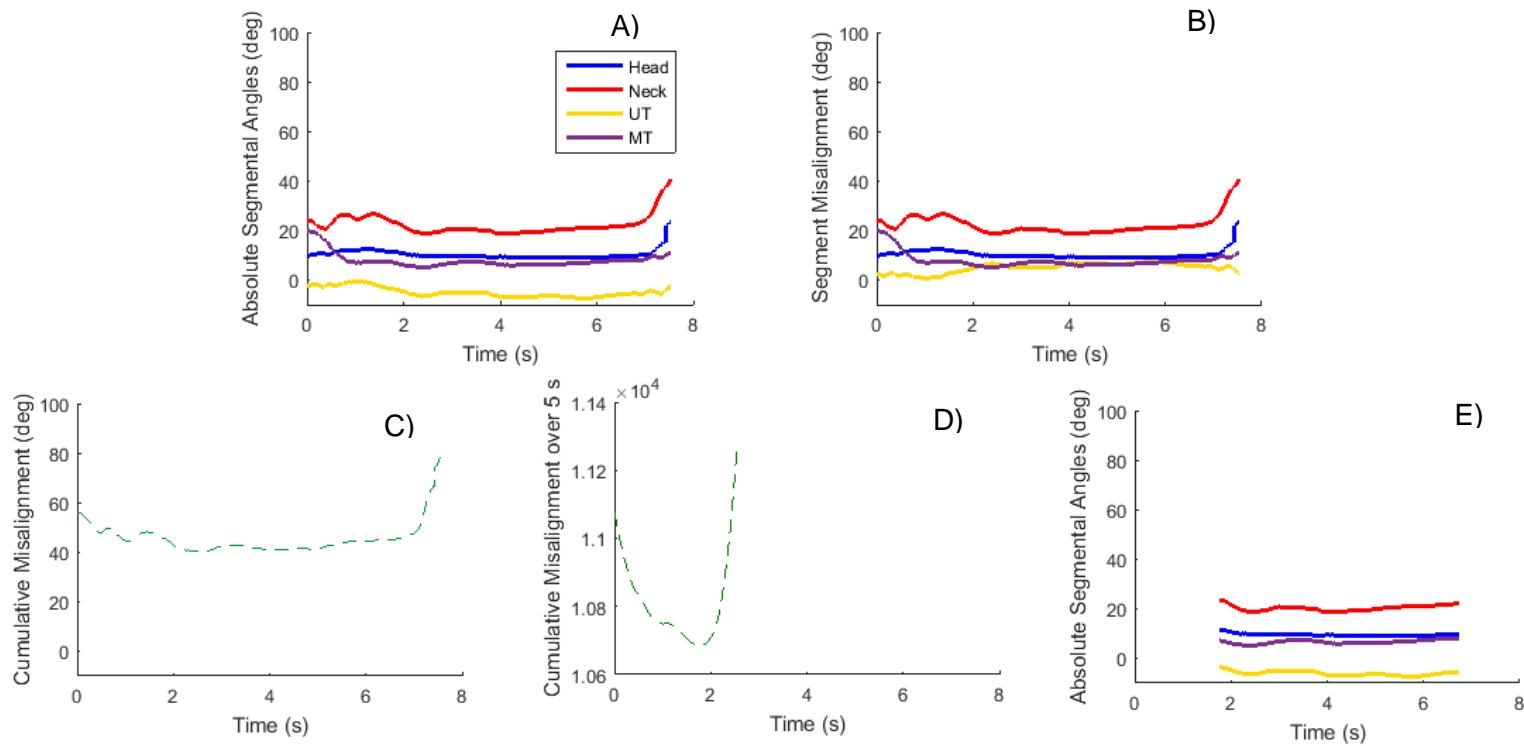 A)
Absolute Segmental Angles (deg)
100
80
60
40
20
0
Head
Neck
UT
MT
0 2 4 6 8
Time (s)
B)
Segment Misalignment (deg)
100
80
60
40
20
0
0 2 4 6 8
Time (s)
C)
Cumulative Misalignment (deg)
100
80
60
40
20
0
0 2 4 6 8
Time (s)
D)
Cumulative Misalignment over 5 s
×10⁴
1.14
1.12
1.1
1.08
1.06
0 2 4 6 8
Time (s)
E)
Absolute Segmental Angles (deg)
100
80
60
40
20
0
0 2 4 6 8
Time (s)